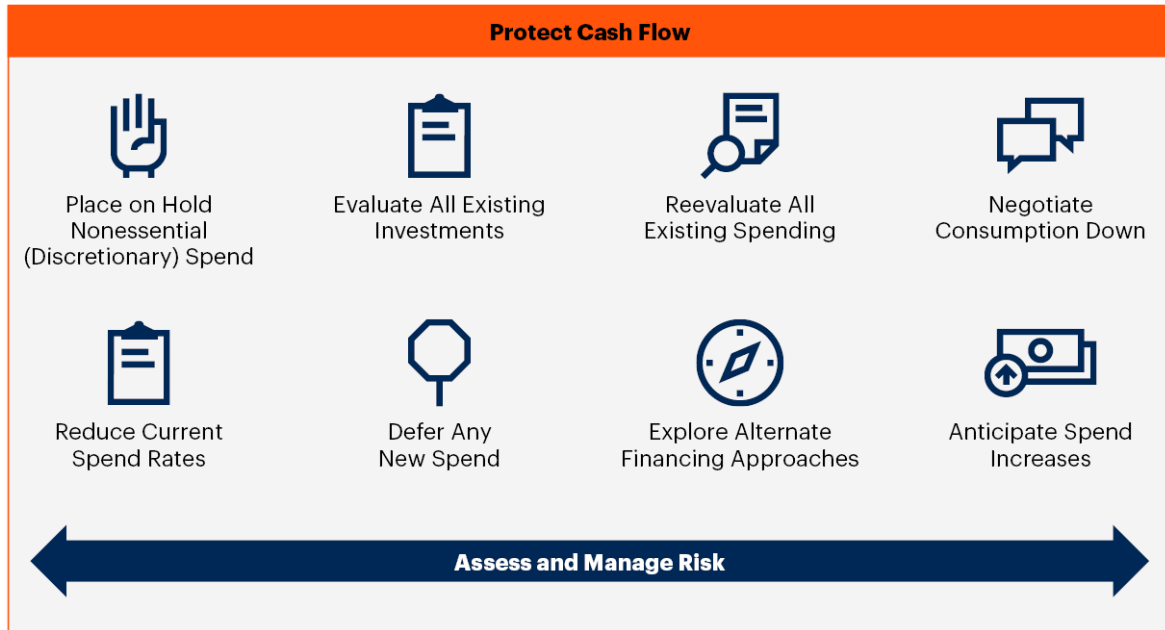 Protect Cash Flow
Place on Hold
Nonessential
(Discretionary) Spend
Evaluate All Existing
Investments
Reevaluate All
Existing Spending
Negotiate
Consumption Down
Reduce Current
Spend Rates
Defer Any
New Spend
Explore Alternate
Financing Approaches
Anticipate Spend
Increases
Assess and Manage Risk